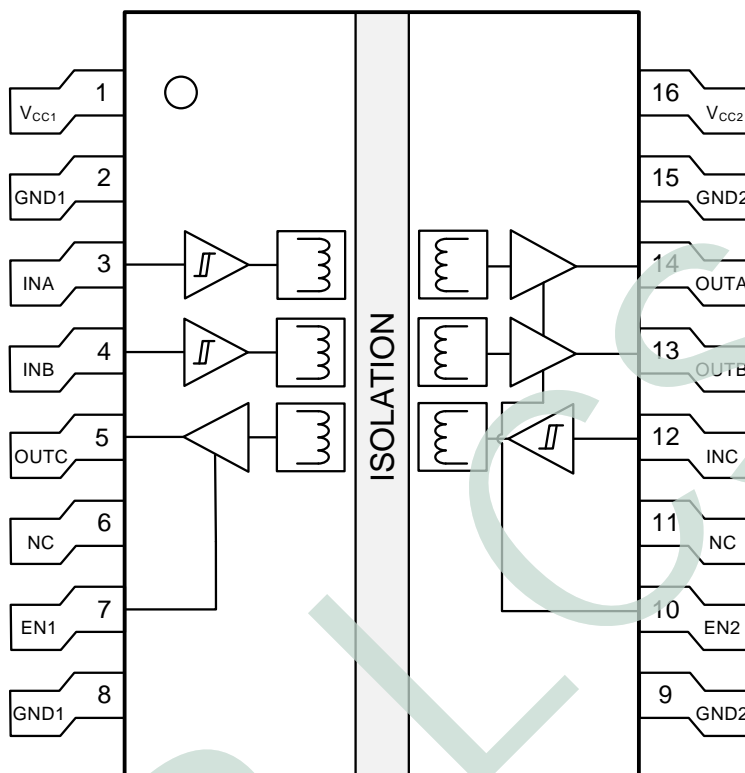 1
VCC1
2
GND1
3
INA
4
INB
5
OUTC
6
NC
7
EN1
8
GND1
ISOLATION
16
VCC2
15
GND2
14
OUTA
13
OUTB
12
INC
11
NC
10
EN2
9
GND2